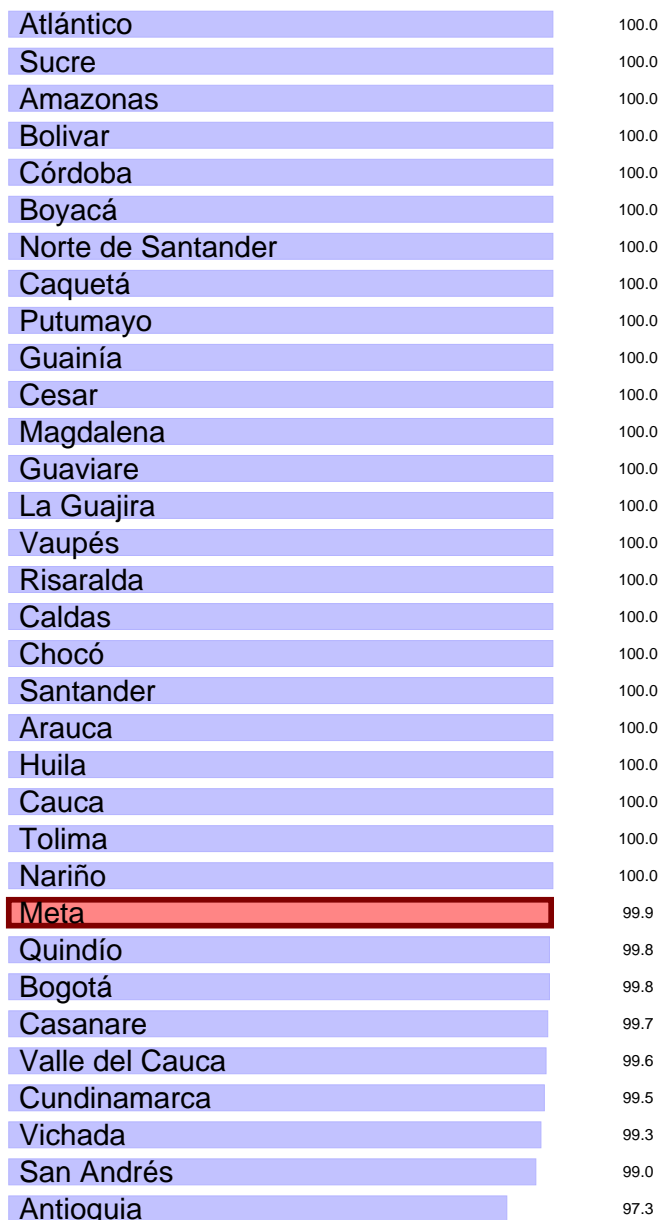 Atlántico 100.0
Sucre 100.0
Amazonas 100.0
Bolivar 100.0
Córdoba 100.0
Boyacá 100.0
Norte de Santander 100.0
Caquetá 100.0
Putumayo 100.0
Guainía 100.0
Cesar 100.0
Magdalena 100.0
Guaviare 100.0
La Guajira 100.0
Vaupés 100.0
Risaralda 100.0
Caldas 100.0
Chocó 100.0
Santander 100.0
Arauca 100.0
Huila 100.0
Cauca 100.0
Tolima 100.0
Nariño 100.0
Meta 99.9
Quindío 99.8
Bogotá 99.8
Casanare 99.7
Valle del Cauca 99.6
Cundinamarca 99.5
Vichada 99.3
San Andrés 99.0
Antioquia 97.3